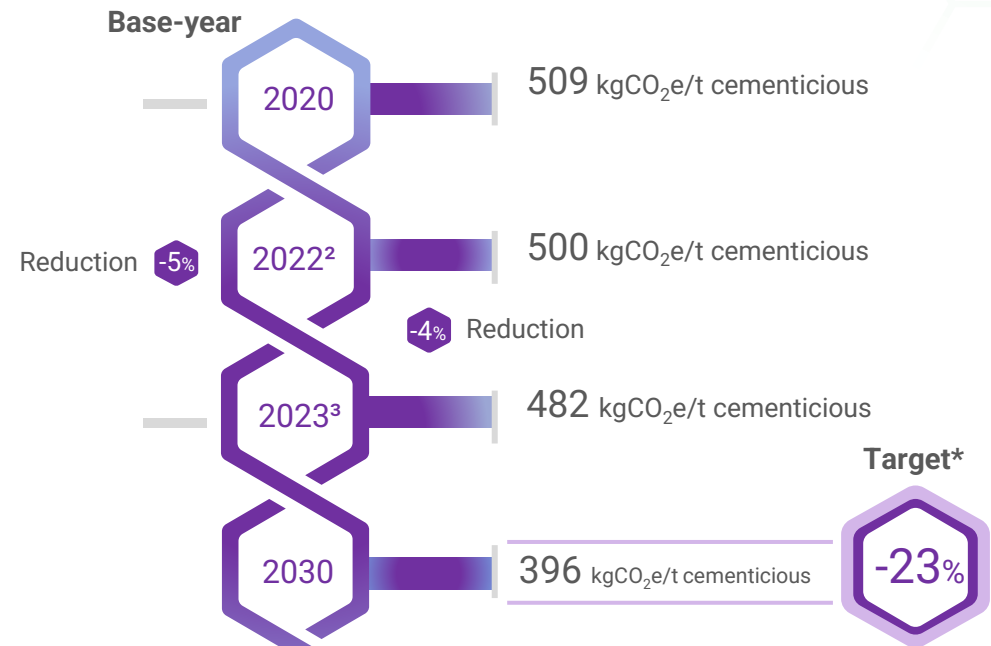 Base-year
2020
509 kgCO₂e/t cementicious
Reduction -5%
2022²
500 kgCO₂e/t cementicious
-4% Reduction
2023³
482 kgCO₂e/t cementicious
Target*
2030
396 kgCO₂e/t cementicious
-23%